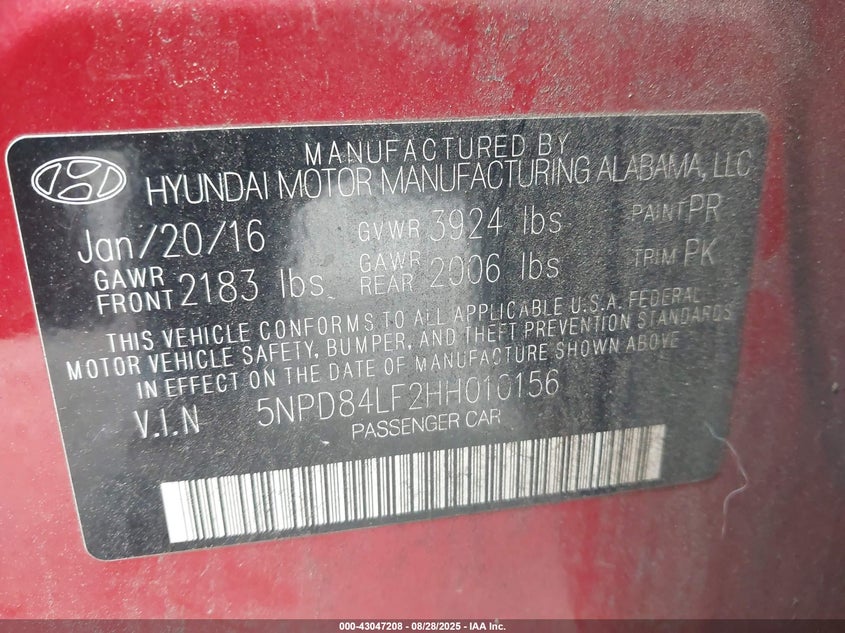 MANUFACTURED BY
HYUNDAI MOTOR MANUFACTURING ALABAMA, LLC
Jan/20/16 GVWR 3924 lbs PAINT PR
GAWR FRONT 2183 lbs GAWR REAR 2006 lbs TRIM PK
THIS VEHICLE CONFORMS TO ALL APPLICABLE U.S.A. FEDERAL
MOTOR VEHICLE SAFETY, BUMPER, AND THEFT PREVENTION STANDARDS
IN EFFECT ON THE DATE OF MANUFACTURE SHOWN ABOVE
V.I.N 5NPD84LF2HH010156
PASSENGER CAR
000-43047208 | 08/28/2025 - IAA Inc.